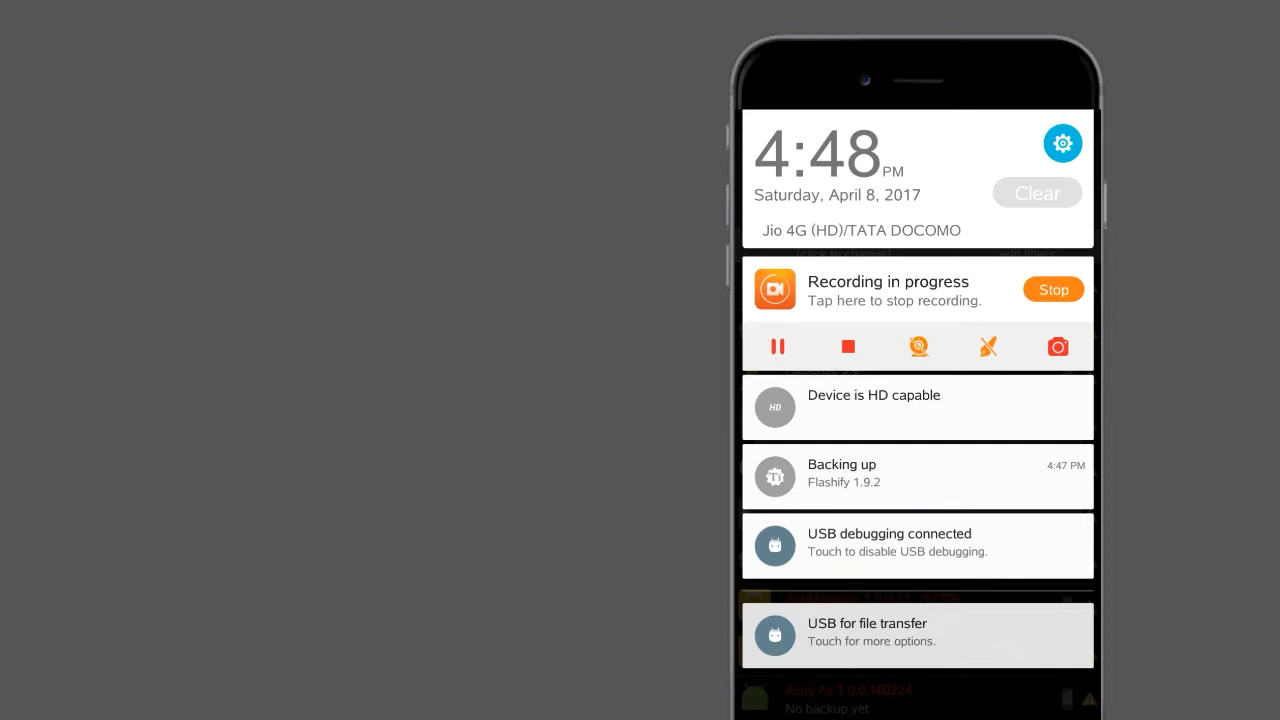 4:48 PM
Saturday, April 8, 2017
Clear
Jio 4G (HD)/TATA DOCOMO
Recording in progress
Tap here to stop recording.
Stop
HD
Device is HD capable
Backing up
4:47 PM
Flashify 1.9.2
USB debugging connected
Touch to disable USB debugging.
USB for file transfer
Touch for more options.
Asus As 1.0.0.160224
No backup yet